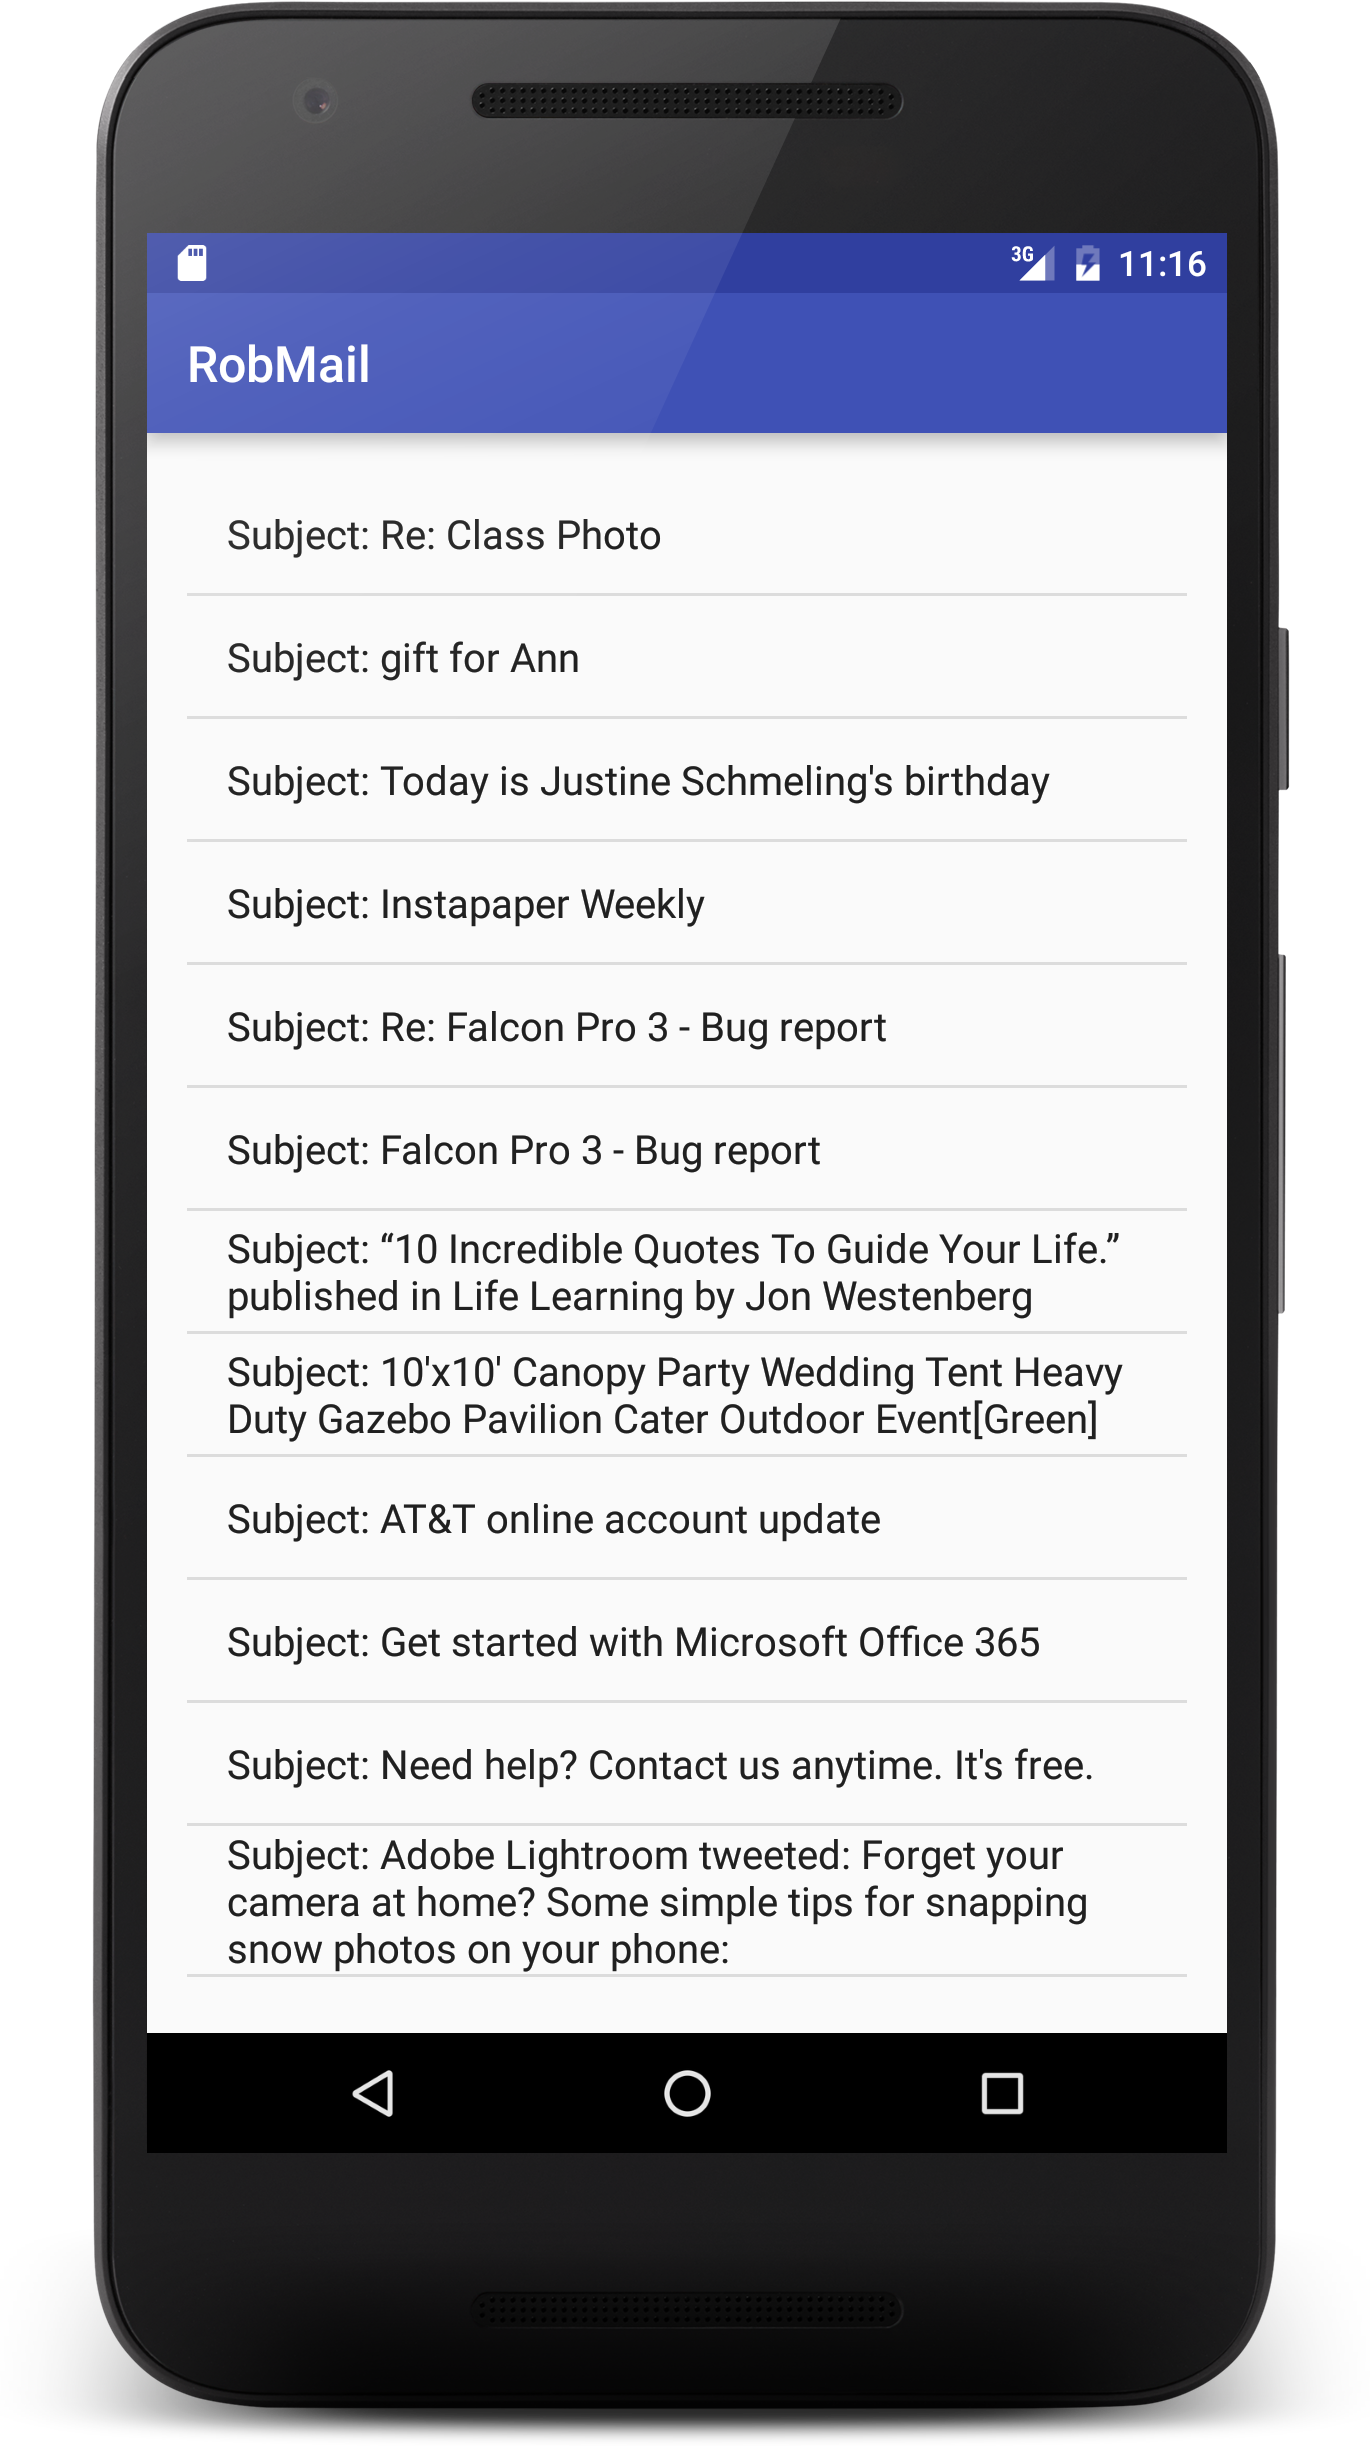 3G 11:16
RobMail
Subject: Re: Class Photo
Subject: gift for Ann
Subject: Today is Justine Schmeling's birthday
Subject: Instapaper Weekly
Subject: Re: Falcon Pro 3 - Bug report
Subject: Falcon Pro 3 - Bug report
Subject: “10 Incredible Quotes To Guide Your Life.”
published in Life Learning by Jon Westenberg
Subject: 10'x10' Canopy Party Wedding Tent Heavy
Duty Gazebo Pavilion Cater Outdoor Event[Green]
Subject: AT&T online account update
Subject: Get started with Microsoft Office 365
Subject: Need help? Contact us anytime. It's free.
Subject: Adobe Lightroom tweeted: Forget your
camera at home? Some simple tips for snapping
snow photos on your phone: